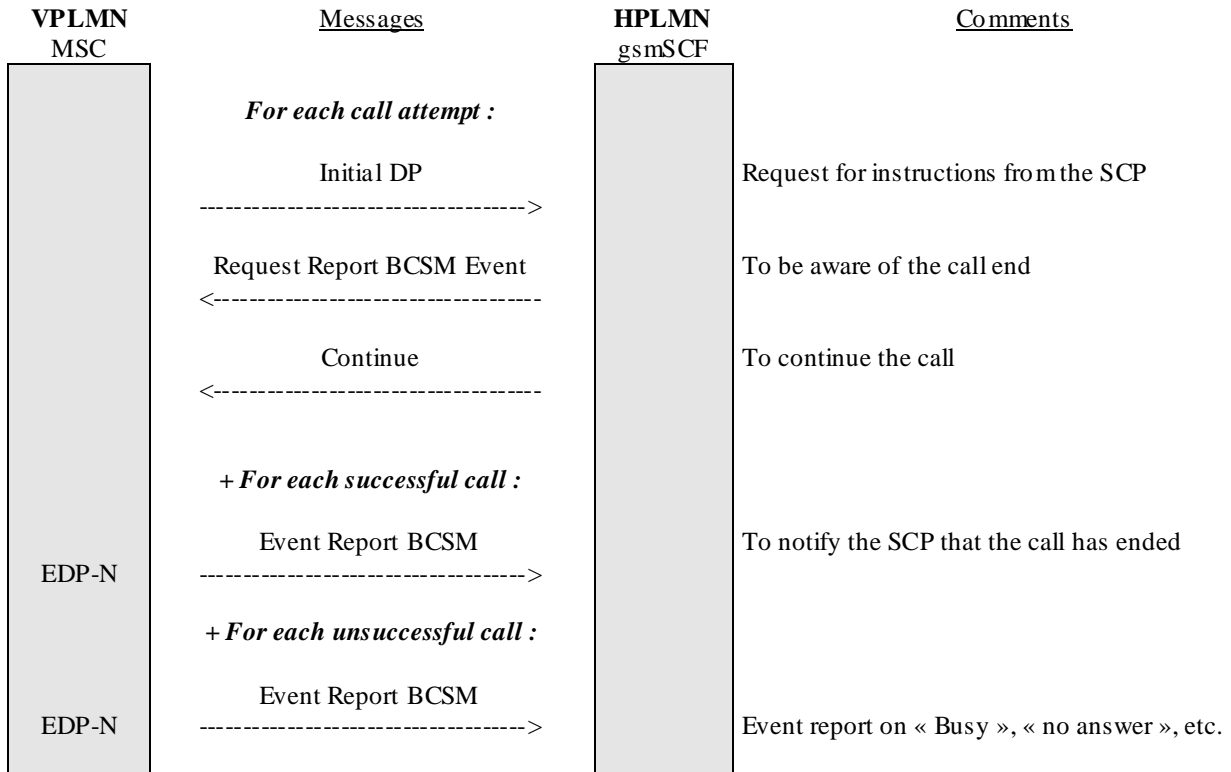 VPLMN Messages HPLMN Comments
MSC gsmSCF
For each call attempt :
Initial DP Request for instructions from the SCP
------------------------------------->
Request Report BCSM Event To be aware of the call end
<-------------------------------------
Continue To continue the call
<-------------------------------------
+ For each successful call :
Event Report BCSM To notify the SCP that the call has ended
EDP-N ------------------------------------->
+ For each unsuccessful call :
Event Report BCSM
EDP-N -------------------------------------> Event report on « Busy », « no answer », etc.